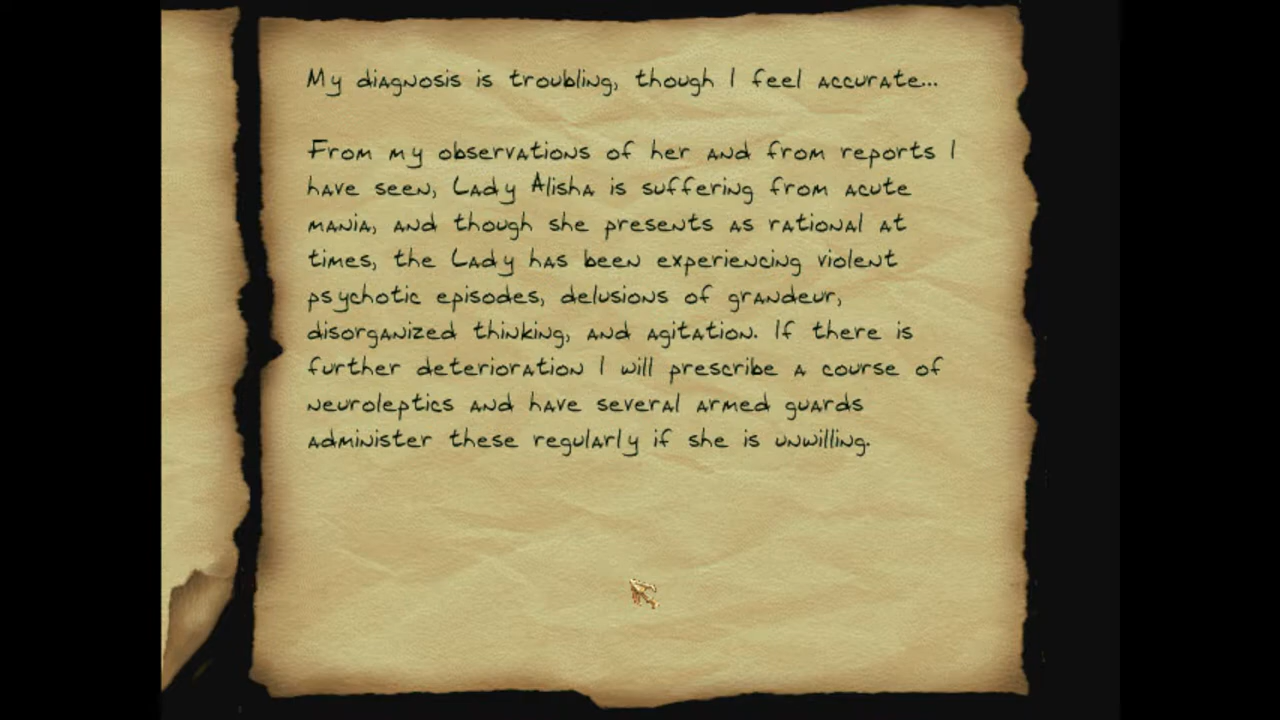 My diagnosis is troubling, though I feel accurate...
From my observations of her and from reports I
have seen, Lady Alisha is suffering from acute
mania, and though she presents as rational at
times, the Lady has been experiencing violent
psychotic episodes, delusions of grandeur,
disorganized thinking, and agitation. If there is
further deterioration I will prescribe a course of
neuroleptics and have several armed guards
administer these regularly if she is unwilling.